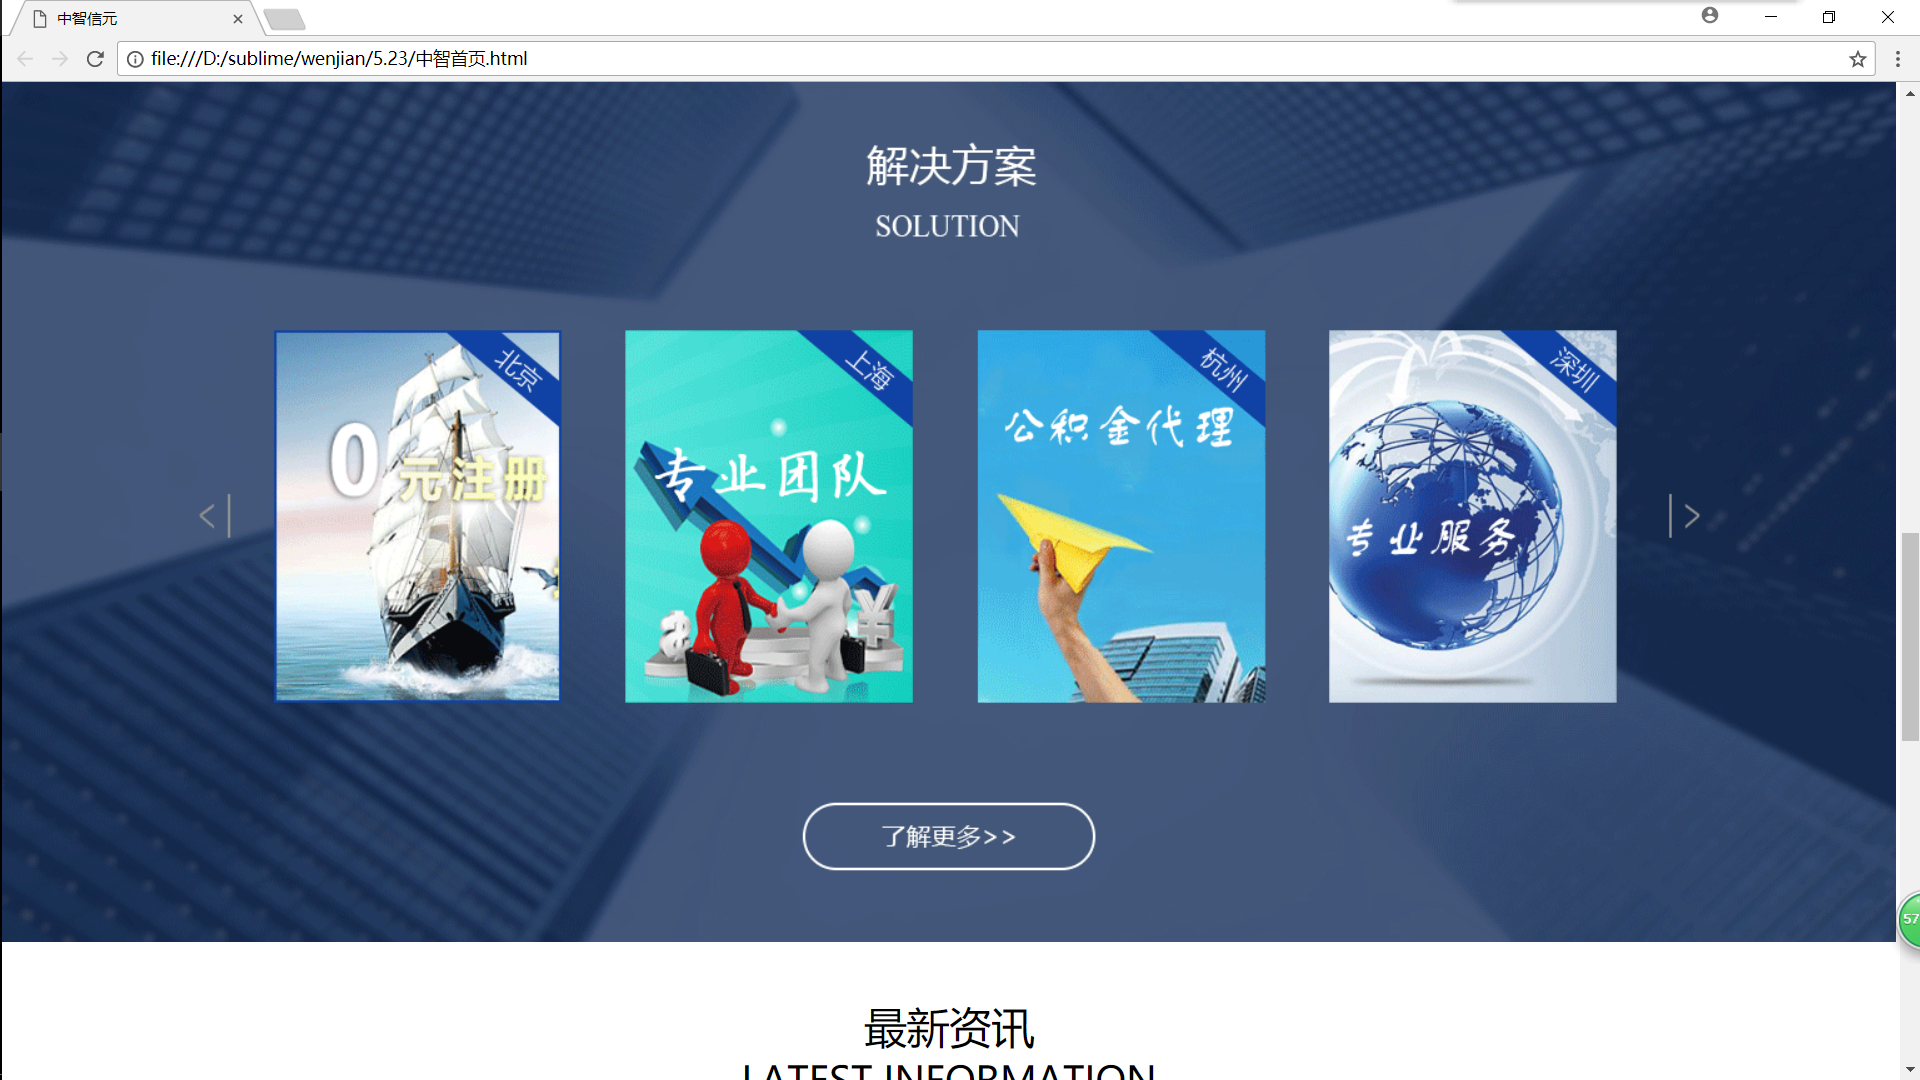 中智信元
file:///D:/sublime/wenjian/5.23/中智首页.html
解决方案
SOLUTION
北京
0元注册
上海
专业团队
杭州
公积金代理
深圳
专业服务
了解更多>>
57
最新资讯
LATEST INFORMATION